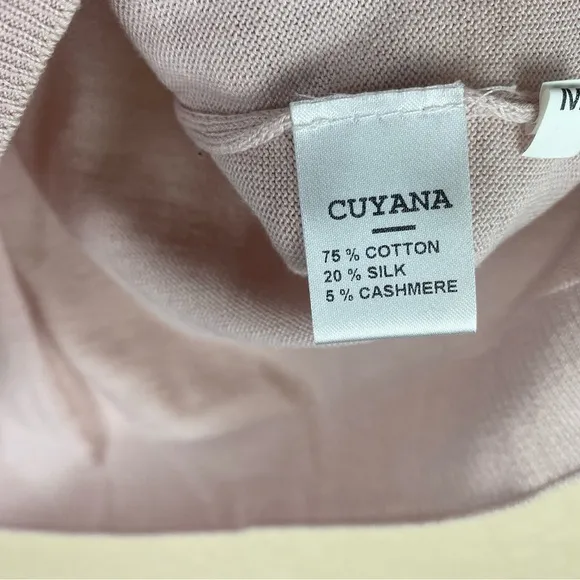 CUYANA
75 % COTTON
20 % SILK
5 % CASHMERE